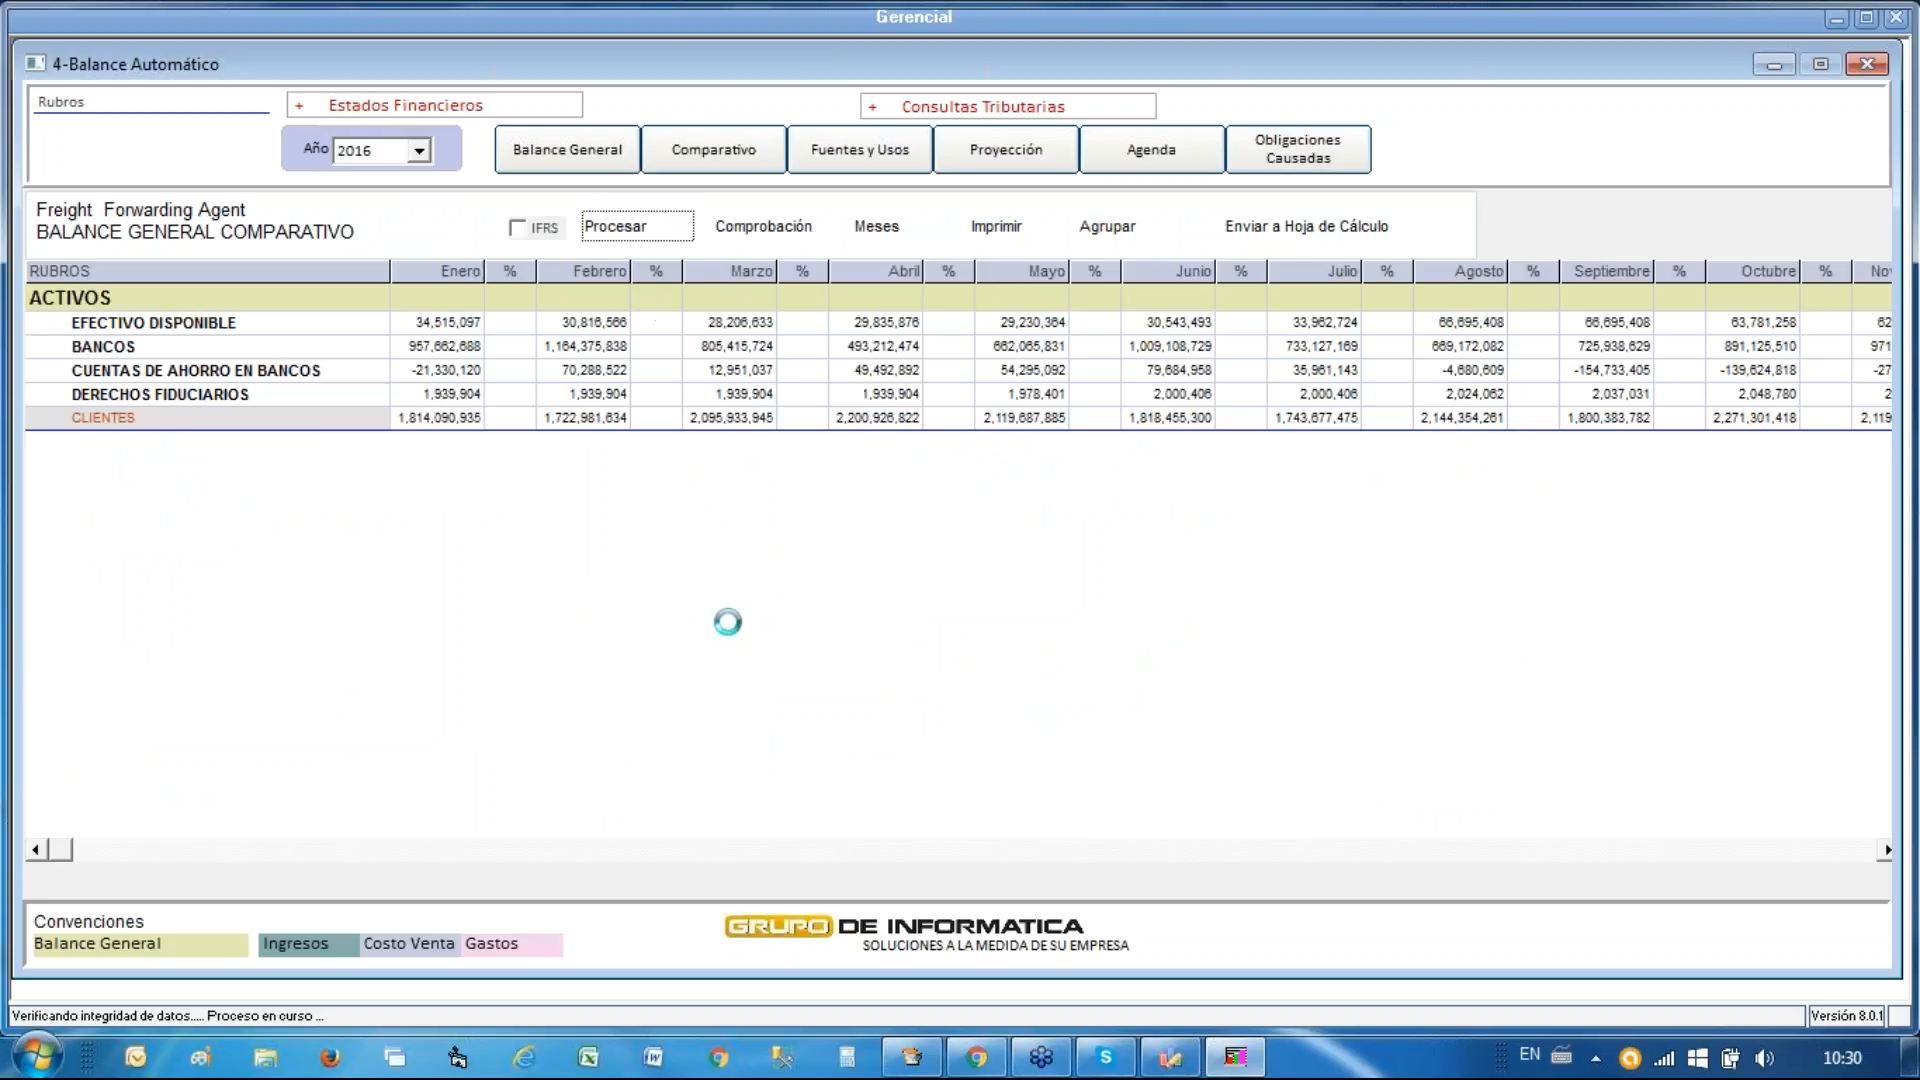 Gerencial
4-Balance Automático
Rubros
+ Estados Financieros
+ Consultas Tributarias
Año 2016
Balance General
Comparativo
Fuentes y Usos
Proyección
Agenda
Obligaciones
Causadas
Freight Forwarding Agent
BALANCE GENERAL COMPARATIVO
IFRS
Procesar
Comprobación
Meses
Imprimir
Agrupar
Enviar a Hoja de Cálculo
RUBROS Enero % Febrero % Marzo % Abril % Mayo % Junio % Julio % Agosto % Septiembre % Octubre % Nov
ACTIVOS
EFECTIVO DISPONIBLE 34,515,097 30,816,566 28,206,633 29,835,876 29,230,364 30,543,493 33,962,724 66,695,408 66,695,408 63,781,258 62
BANCOS 957,662,688 1,164,375,838 805,415,724 493,212,474 662,065,831 1,009,108,729 733,127,169 669,172,082 725,938,629 891,125,510 971
CUENTAS DE AHORRO EN BANCOS -21,330,120 70,288,522 12,951,037 49,492,892 54,295,092 79,684,958 35,961,143 -4,680,609 -154,733,405 -139,624,818 -27
DERECHOS FIDUCIARIOS 1,939,904 1,939,904 1,939,904 1,939,904 1,978,401 2,000,406 2,000,406 2,024,062 2,037,031 2,048,780 2
CLIENTES 1,814,090,935 1,722,981,634 2,095,933,945 2,200,926,822 2,119,687,885 1,818,455,300 1,743,677,475 2,144,354,261 1,800,383,782 2,271,301,418 2,119
Convenciones
Balance General
Ingresos
Costo Venta
Gastos
GRUPO DE INFORMATICA
SOLUCIONES A LA MEDIDA DE SU EMPRESA
Verificando integridad de datos..... Proceso en curso ...
Versión 8.0.1
EN
10:30